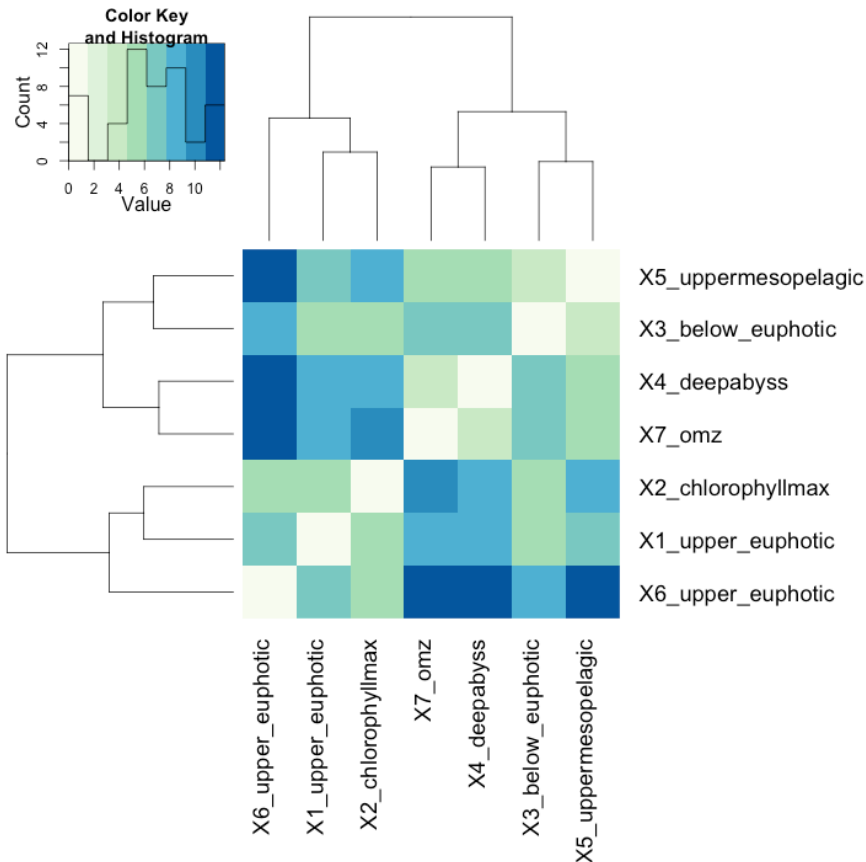 Color Key
and Histogram
Count
0
4
8
12
0 2 4 6 8 10
Value
X5_uppermesopelagic
X3_below_euphotic
X4_deepabyss
X7_omz
X2_chlorophyllmax
X1_upper_euphotic
X6_upper_euphotic
X6_upper_euphotic
X1_upper_euphotic
X2_chlorophyllmax
X7_omz
X4_deepabyss
X3_below_euphotic
X5_uppermesopelagic